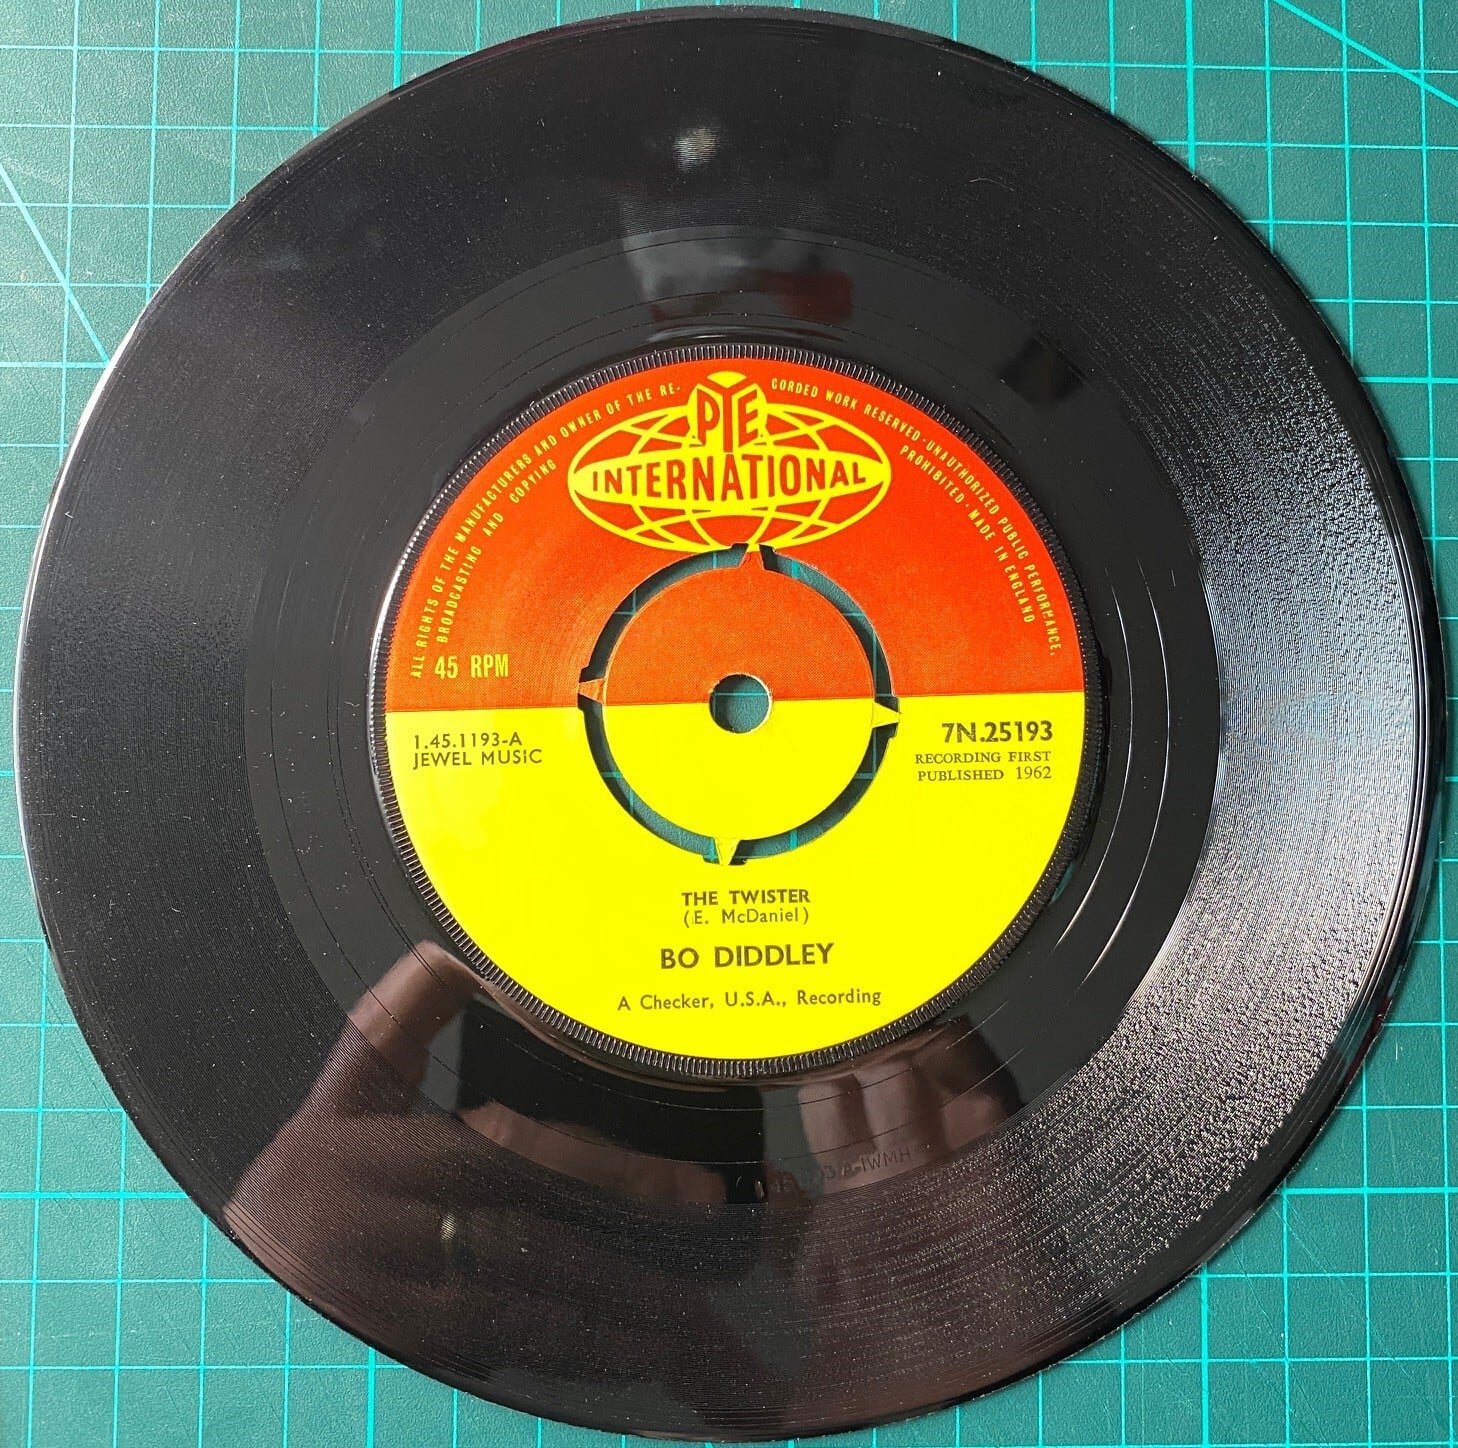 ALL RIGHTS OF THE MANUFACTURERS AND OWNER OF THE RE-
CORDED WORK RESERVED·UNAUTHORIZED PUBLIC PERFORMANCE,
BROADCASTING AND COPYING
PROHIBITED·MADE IN ENGLAND
PYE
INTERNATIONAL
45 RPM
1.45.1193-A
JEWEL MUSIC
7N.25193
RECORDING FIRST
PUBLISHED 1962
THE TWISTER
(E. McDaniel)
BO DIDDLEY
A Checker, U.S.A., Recording